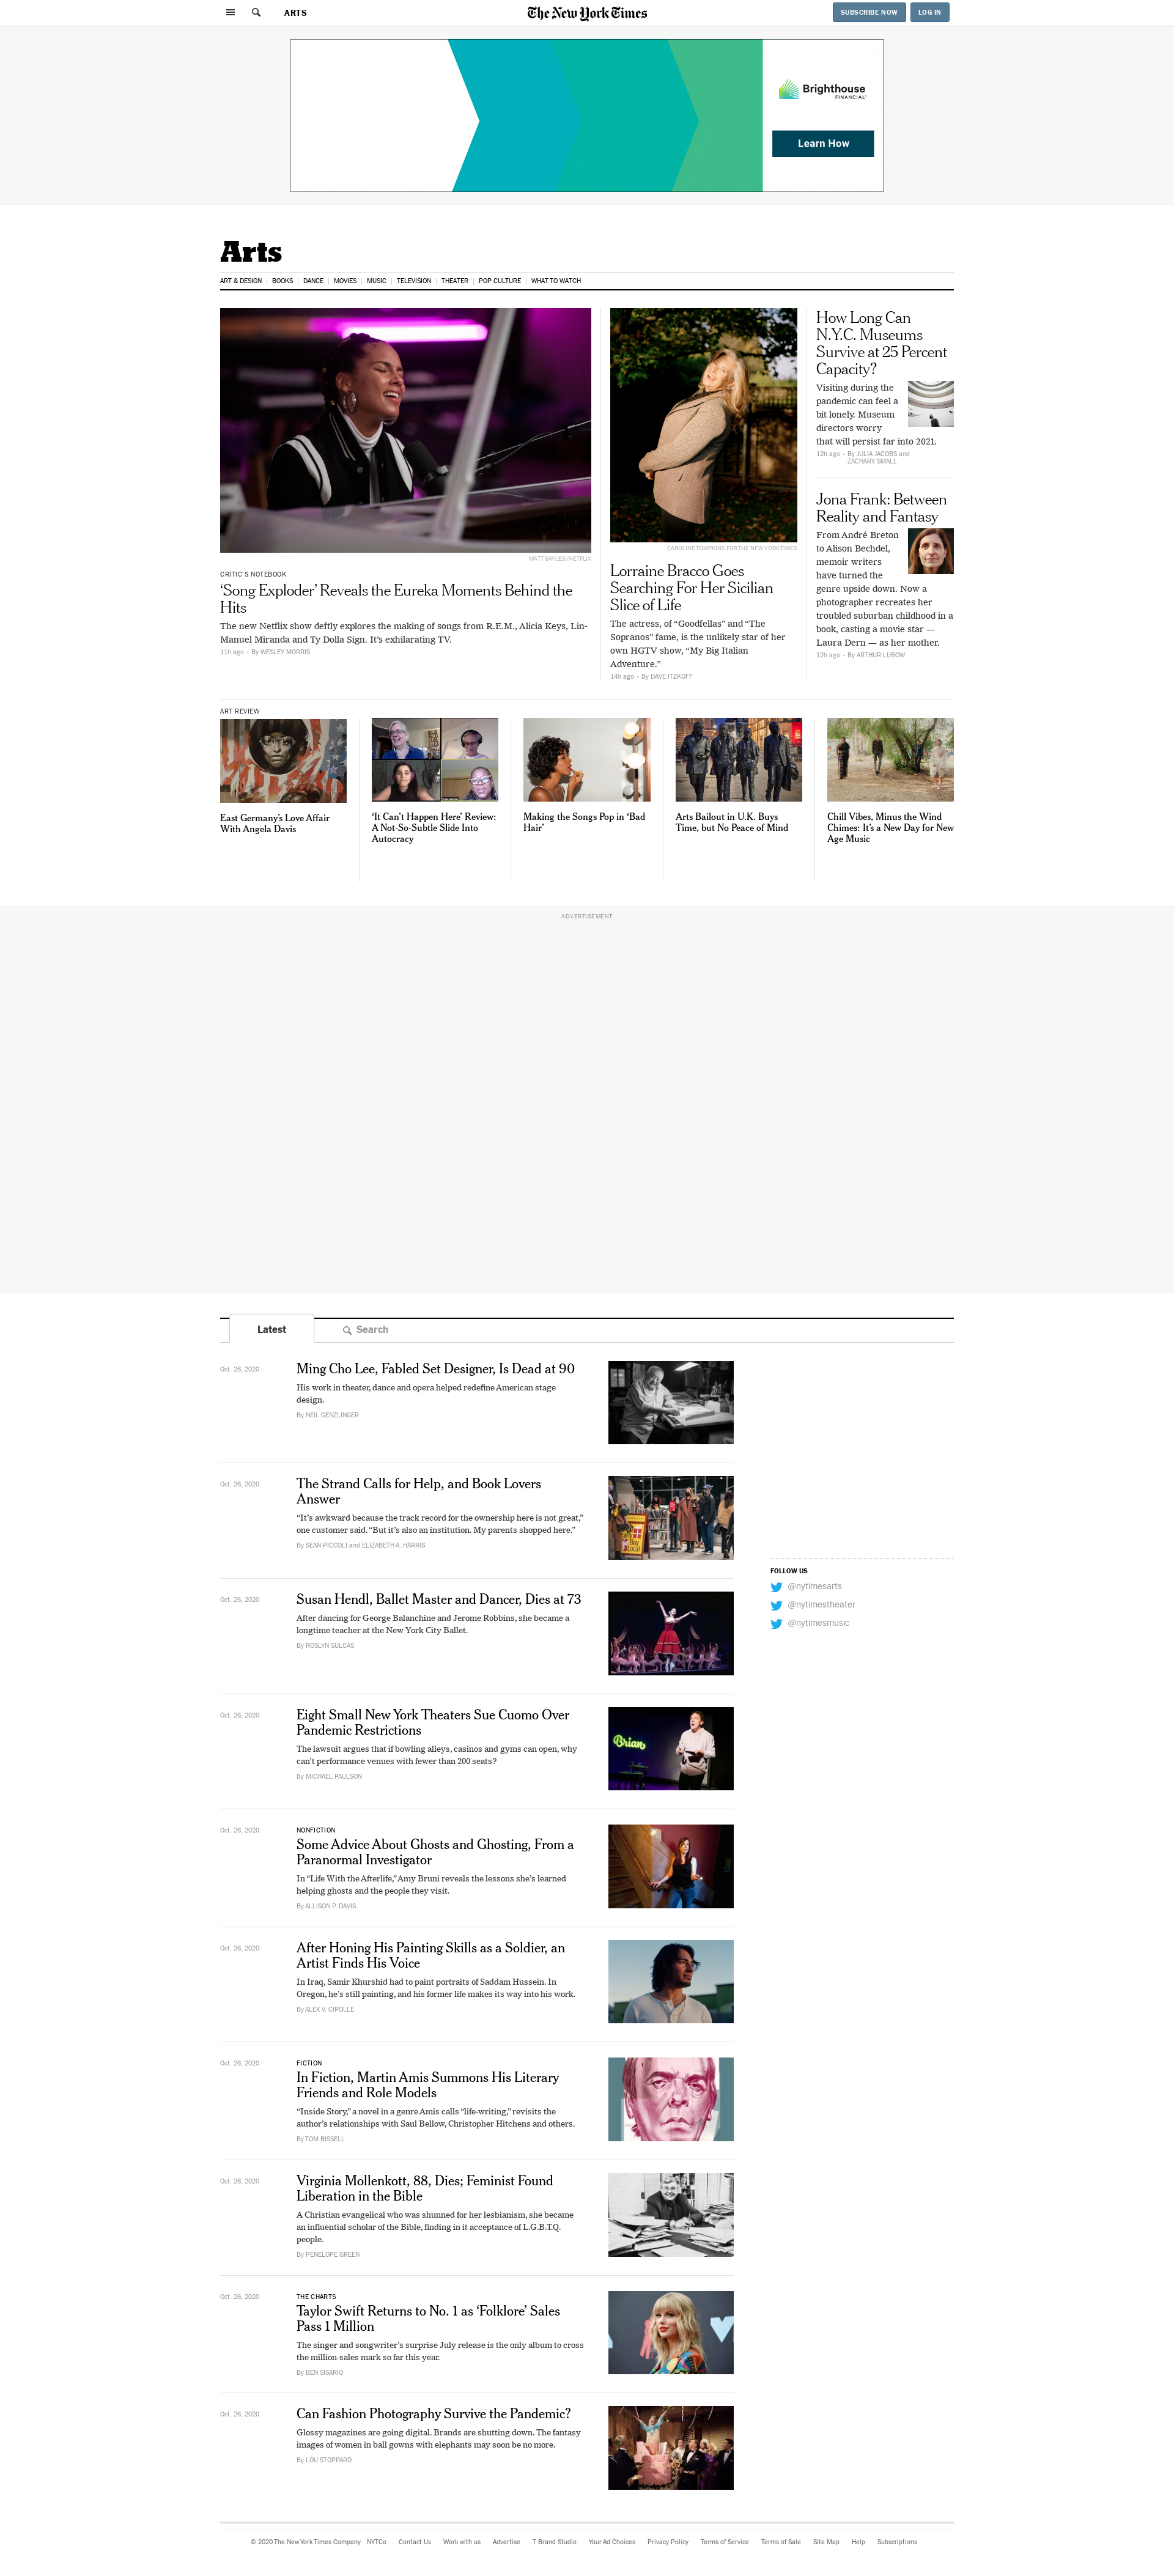 ARTS
The New York Times
SUBSCRIBE NOW
LOG IN
Brighthouse
FINANCIAL
Learn How
Arts
ART & DESIGN | BOOKS | DANCE | MOVIES | MUSIC | TELEVISION | THEATER | POP CULTURE | WHAT TO WATCH
MATT SAYLES/NETFLIX
CRITIC'S NOTEBOOK
‘Song Exploder’ Reveals the Eureka Moments Behind the
Hits
The new Netflix show deftly explores the making of songs from R.E.M., Alicia Keys, Lin-
Manuel Miranda and Ty Dolla Sign. It’s exhilarating TV.
11h ago • By WESLEY MORRIS
CAROLINE TOMPKINS FOR THE NEW YORK TIMES
Lorraine Bracco Goes
Searching For Her Sicilian
Slice of Life
The actress, of “Goodfellas” and “The
Sopranos” fame, is the unlikely star of her
own HGTV show, “My Big Italian
Adventure.”
14h ago • By DAVE ITZKOFF
How Long Can
N.Y.C. Museums
Survive at 25 Percent
Capacity?
Visiting during the
pandemic can feel a
bit lonely. Museum
directors worry
that will persist far into 2021.
12h ago • By JULIA JACOBS and
ZACHARY SMALL
Jona Frank: Between
Reality and Fantasy
From André Breton
to Alison Bechdel,
memoir writers
have turned the
genre upside down. Now a
photographer recreates her
troubled suburban childhood in a
book, casting a movie star —
Laura Dern — as her mother.
12h ago • By ARTHUR LUBOW
ART REVIEW
East Germany’s Love Affair
With Angela Davis
‘It Can’t Happen Here’ Review:
A Not-So-Subtle Slide Into
Autocracy
Making the Songs Pop in ‘Bad
Hair’
Arts Bailout in U.K. Buys
Time, but No Peace of Mind
Chill Vibes, Minus the Wind
Chimes: It’s a New Day for New
Age Music
ADVERTISEMENT
Latest
Search
Oct. 26, 2020
Ming Cho Lee, Fabled Set Designer, Is Dead at 90
His work in theater, dance and opera helped redefine American stage
design.
By NEIL GENZLINGER
Oct. 26, 2020
The Strand Calls for Help, and Book Lovers
Answer
“It’s awkward because the track record for the ownership here is not great,”
one customer said. “But it’s also an institution. My parents shopped here.”
By SEAN PICCOLI and ELIZABETH A. HARRIS
Buy
Local
FOLLOW US
@nytimesarts
@nytimestheater
@nytimesmusic
Oct. 26, 2020
Susan Hendl, Ballet Master and Dancer, Dies at 73
After dancing for George Balanchine and Jerome Robbins, she became a
longtime teacher at the New York City Ballet.
By ROSLYN SULCAS
Oct. 26, 2020
Eight Small New York Theaters Sue Cuomo Over
Pandemic Restrictions
The lawsuit argues that if bowling alleys, casinos and gyms can open, why
can’t performance venues with fewer than 200 seats?
By MICHAEL PAULSON
Brian
Oct. 26, 2020
NONFICTION
Some Advice About Ghosts and Ghosting, From a
Paranormal Investigator
In “Life With the Afterlife,” Amy Bruni reveals the lessons she’s learned
helping ghosts and the people they visit.
By ALLISON P. DAVIS
Oct. 26, 2020
After Honing His Painting Skills as a Soldier, an
Artist Finds His Voice
In Iraq, Samir Khurshid had to paint portraits of Saddam Hussein. In
Oregon, he’s still painting, and his former life makes its way into his work.
By ALEX V. CIPOLLE
Oct. 26, 2020
FICTION
In Fiction, Martin Amis Summons His Literary
Friends and Role Models
“Inside Story,” a novel in a genre Amis calls “life-writing,” revisits the
author’s relationships with Saul Bellow, Christopher Hitchens and others.
By TOM BISSELL
Oct. 26, 2020
Virginia Mollenkott, 88, Dies; Feminist Found
Liberation in the Bible
A Christian evangelical who was shunned for her lesbianism, she became
an influential scholar of the Bible, finding in it acceptance of L.G.B.T.Q.
people.
By PENELOPE GREEN
Oct. 26, 2020
THE CHARTS
Taylor Swift Returns to No. 1 as ‘Folklore’ Sales
Pass 1 Million
The singer and songwriter’s surprise July release is the only album to cross
the million-sales mark so far this year.
By BEN SISARIO
Oct. 26, 2020
Can Fashion Photography Survive the Pandemic?
Glossy magazines are going digital. Brands are shutting down. The fantasy
images of women in ball gowns with elephants may soon be no more.
By LOU STOPPARD
© 2020 The New York Times Company NYTCo Contact Us Work with us Advertise T Brand Studio Your Ad Choices Privacy Policy Terms of Service Terms of Sale Site Map Help Subscriptions